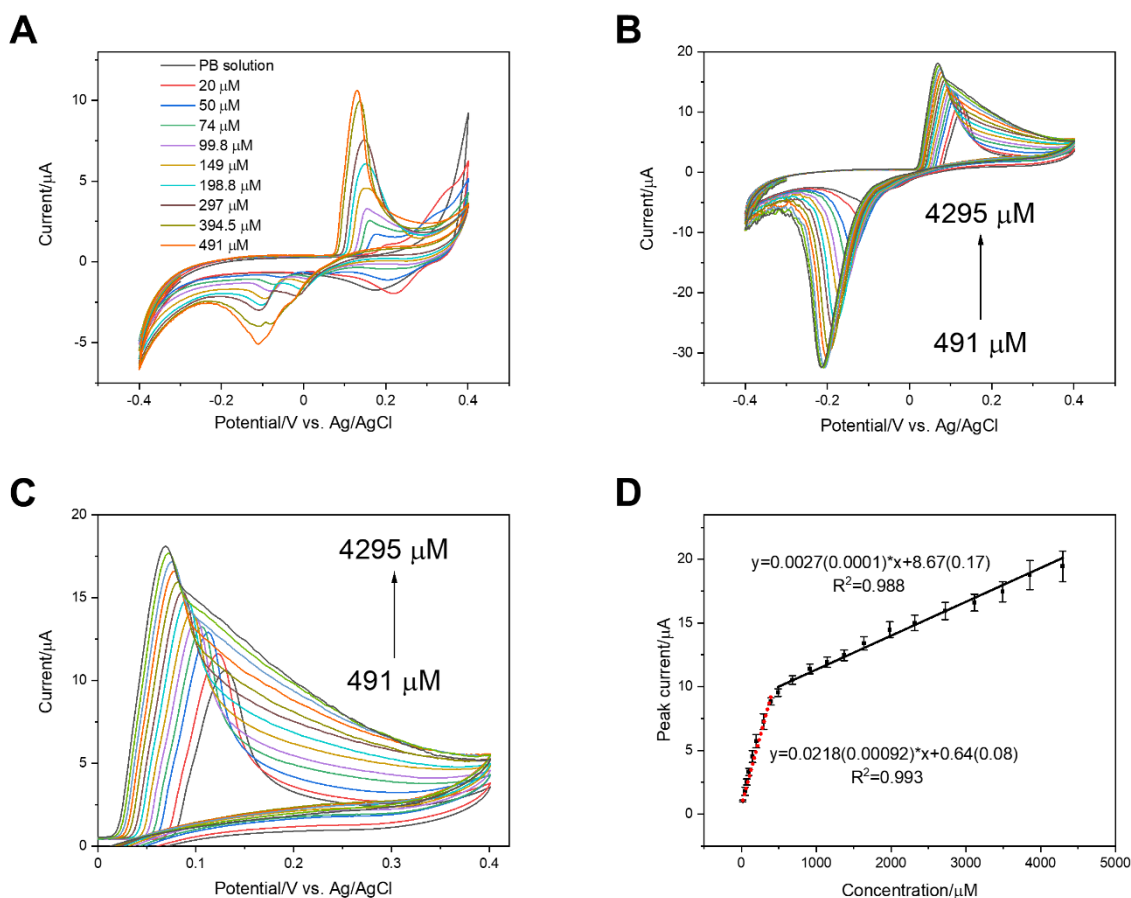 A
Current/µA
10
5
0
-5
PB solution
20 µM
50 µM
74 µM
99.8 µM
149 µM
198.8 µM
297 µM
394.5 µM
491 µM
-0.4
-0.2
0.0
0.2
0.4
Potential/V vs. Ag/AgCl
B
Current/µA
20
10
0
-10
-20
-30
4295 µM
491 µM
-0.4
-0.2
0
0.2
0.4
Potential/V vs. Ag/AgCl
C
Current/µA
20
15
10
5
0
4295 µM
491 µM
0
0.1
0.2
0.3
0.4
Potential/V vs. Ag/AgCl
D
Peak current/µA
20
15
10
5
0
y=0.0027(0.0001)*x+8.67(0.17)
R²=0.988
y=0.0218(0.00092)*x+0.64(0.08)
R²=0.993
0
1000
2000
3000
4000
5000
Concentration/µM